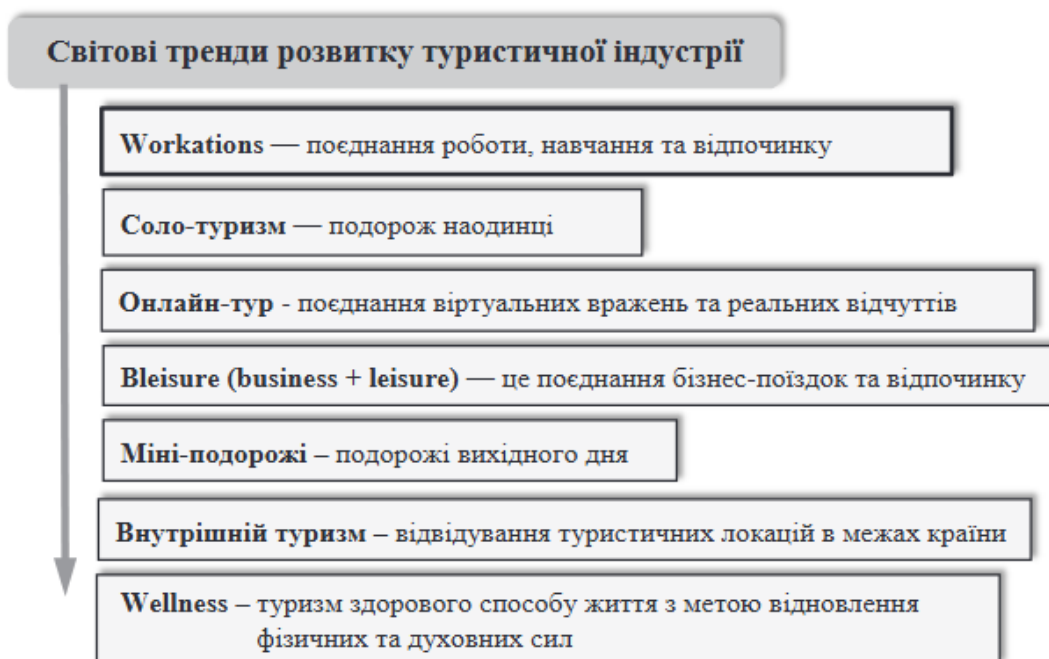 Світові тренди розвитку туристичної індустрії
Workations — поєднання роботи, навчання та відпочинку
Соло-туризм — подорож наодинці
Онлайн-тур - поєднання віртуальних вражень та реальних відчуттів
Bleisure (business + leisure) — це поєднання бізнес-поїздок та відпочинку
Міні-подорожі – подорожі вихідного дня
Внутрішній туризм – відвідування туристичних локацій в межах країни
Wellness – туризм здорового способу життя з метою відновлення
фізичних та духовних сил